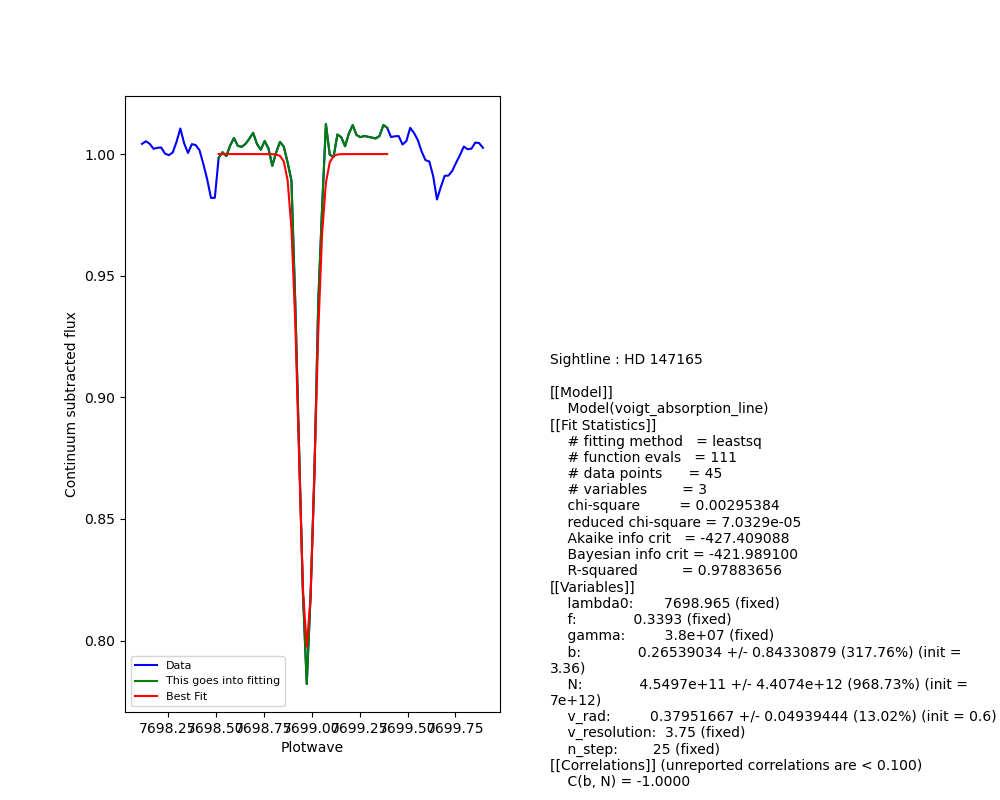 1.00
0.95
0.90
0.85
0.80
Continuum subtracted flux
Data
This goes into fitting
Best Fit
7698.25 7698.50 7698.75 7699.00 7699.25 7699.50 7699.75
Plotwave
Sightline : HD 147165
[[Model]]
Model(voigt_absorption_line)
[[Fit Statistics]]
# fitting method = leastsq
# function evals = 111
# data points = 45
# variables = 3
chi-square = 0.00295384
reduced chi-square = 7.0329e-05
Akaike info crit = -427.409088
Bayesian info crit = -421.989100
R-squared = 0.97883656
[[Variables]]
lambda0: 7698.965 (fixed)
f: 0.3393 (fixed)
gamma: 3.8e+07 (fixed)
b: 0.26539034 +/- 0.84330879 (317.76%) (init =
3.36)
N: 4.5497e+11 +/- 4.4074e+12 (968.73%) (init =
7e+12)
v_rad: 0.37951667 +/- 0.04939444 (13.02%) (init = 0.6)
v_resolution: 3.75 (fixed)
n_step: 25 (fixed)
[[Correlations]] (unreported correlations are < 0.100)
C(b, N) = -1.0000